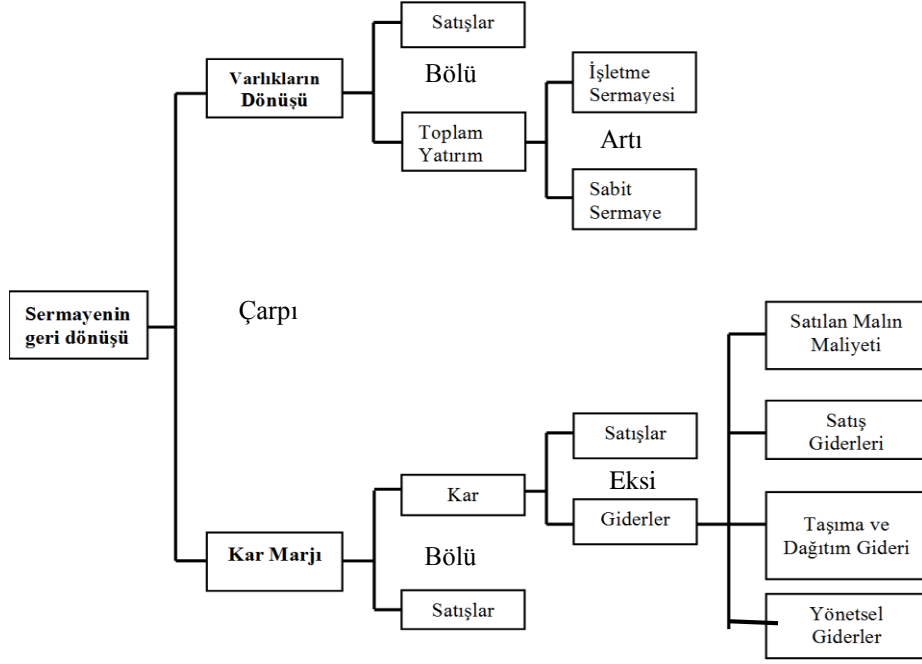 Satışlar
Bölü
Varlıkların
Dönüşü
Toplam
Yatırım
İşletme
Sermayesi
Artı
Sabit
Sermaye
Sermayenin
geri dönüşü
Çarpı
Kar Marjı
Kar
Bölü
Satışlar
Satışlar
Eksi
Giderler
Satılan Malın
Maliyeti
Satış
Giderleri
Taşıma ve
Dağıtım Gideri
Yönetsel
Giderler